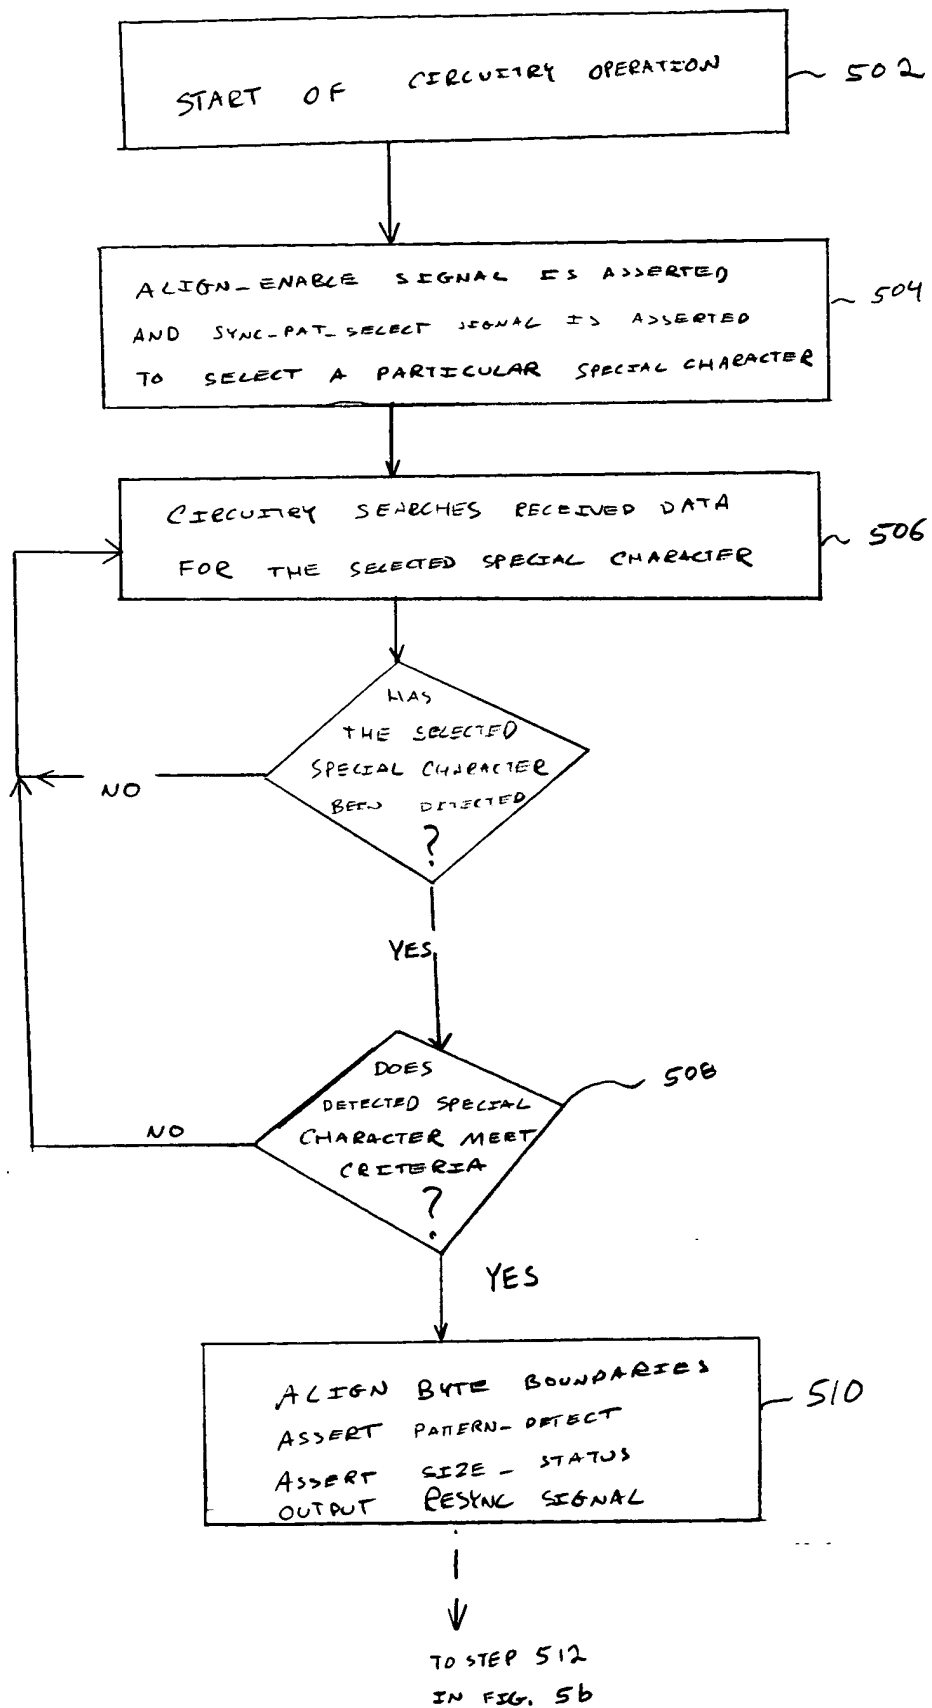 START OF CIRCUITRY OPERATION
502
ALIGN_ENABLE SIGNAL IS ASSERTED
AND SYNC_PAT_SELECT SIGNAL IS ASSERTED
TO SELECT A PARTICULAR SPECIAL CHARACTER
504
CIRCUITRY SEARCHES RECEIVED DATA
FOR THE SELECTED SPECIAL CHARACTER
506
HAS
THE SELECTED
SPECIAL CHARACTER
BEEN DETECTED
?
NO
YES
DOES
DETECTED SPECIAL
CHARACTER MEET
CRITERIA
?
508
NO
YES
ALIGN BYTE BOUNDARIES
ASSERT PATTERN_DETECT
ASSERT SIZE_STATUS
OUTPUT RESYNC SIGNAL
510
TO STEP 512
IN FIG. 5b